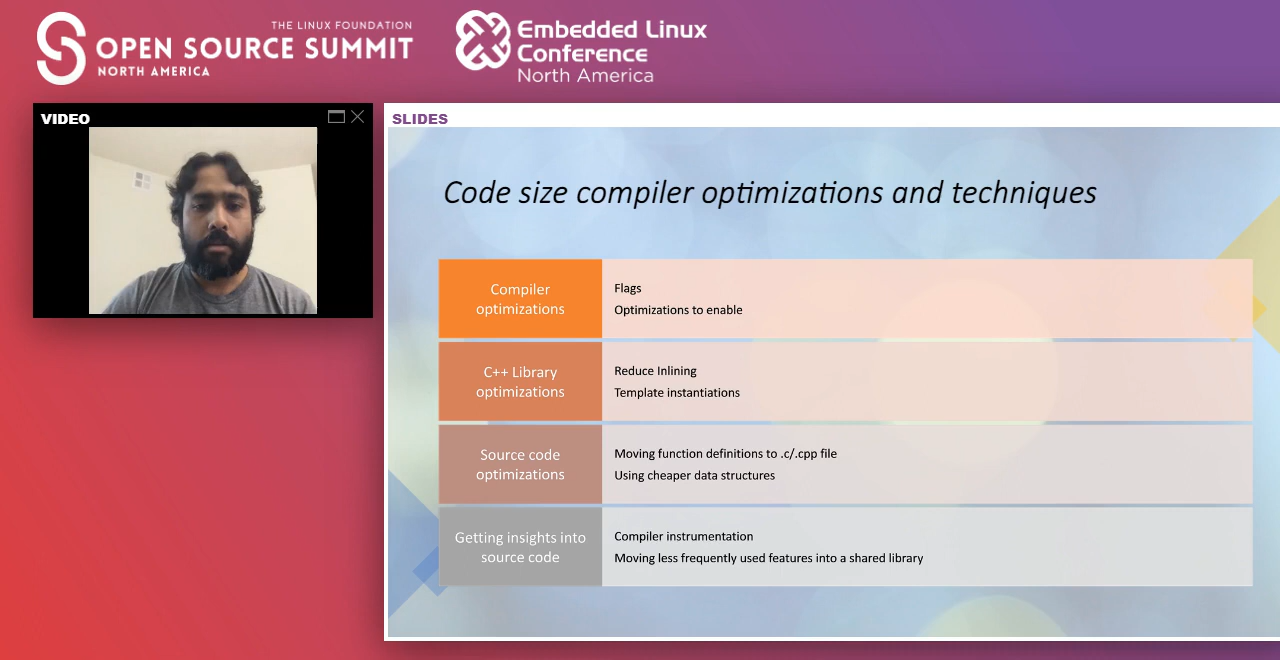 THE LINUX FOUNDATION
OPEN SOURCE SUMMIT
NORTH AMERICA
Embedded Linux
Conference
North America
VIDEO
SLIDES
Code size compiler optimizations and techniques
Compiler
optimizations
Flags
Optimizations to enable
C++ Library
optimizations
Reduce Inlining
Template instantiations
Source code
optimizations
Moving function definitions to .c/.cpp file
Using cheaper data structures
Getting insights into
source code
Compiler instrumentation
Moving less frequently used features into a shared library